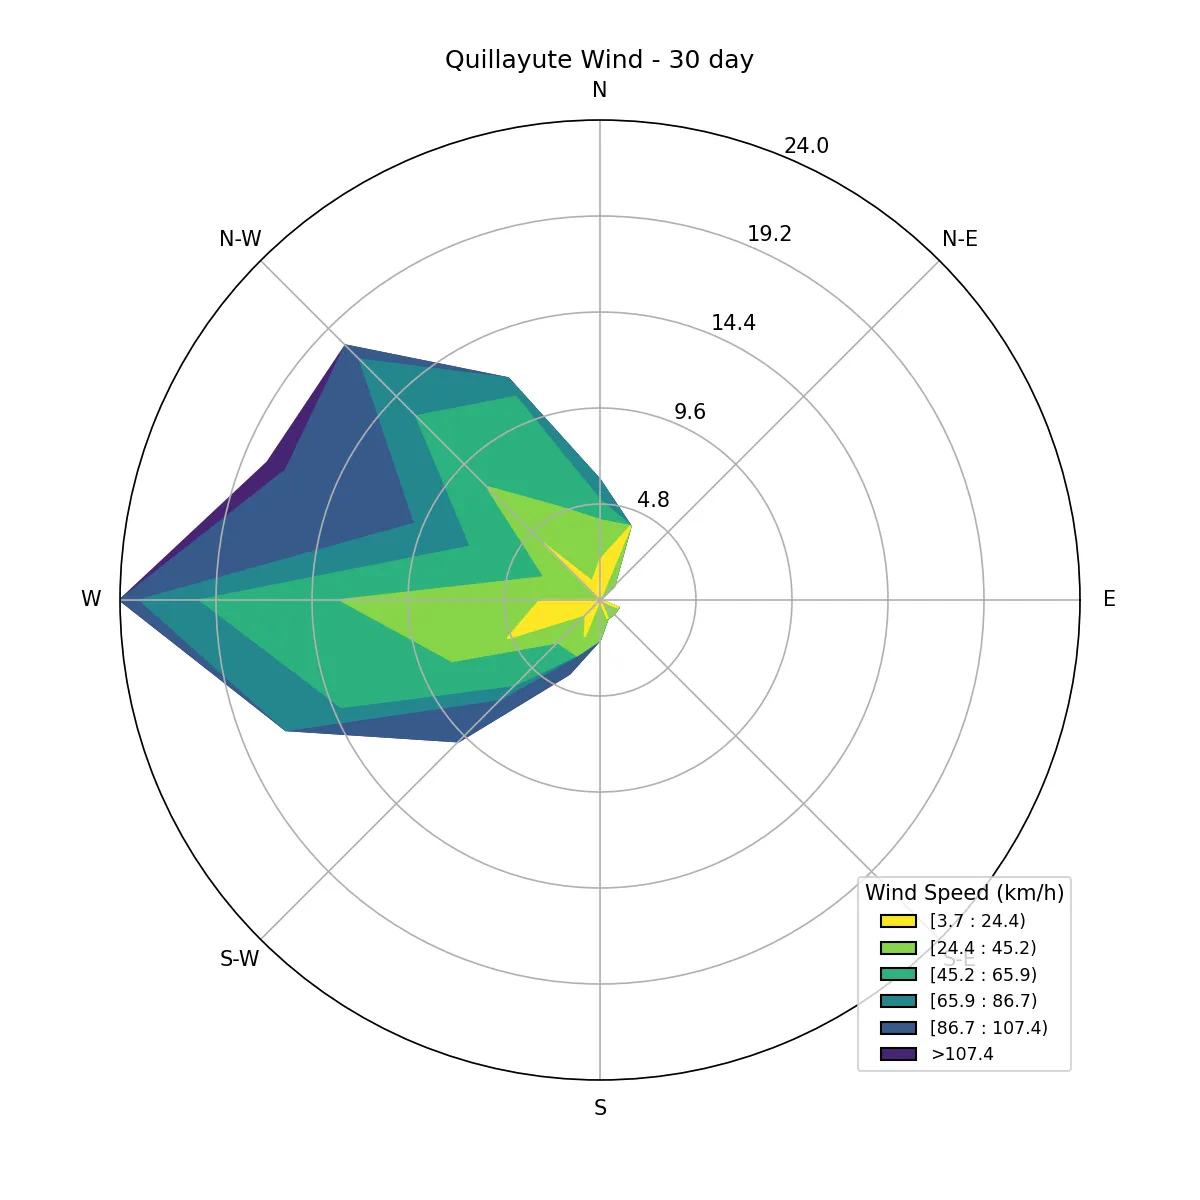 Quillayute Wind - 30 day
N
24.0
N-W
19.2
N-E
14.4
9.6
4.8
W
E
S-W
S-E
S
Wind Speed (km/h)
[3.7 : 24.4)
[24.4 : 45.2)
[45.2 : 65.9)
[65.9 : 86.7)
[86.7 : 107.4)
>107.4